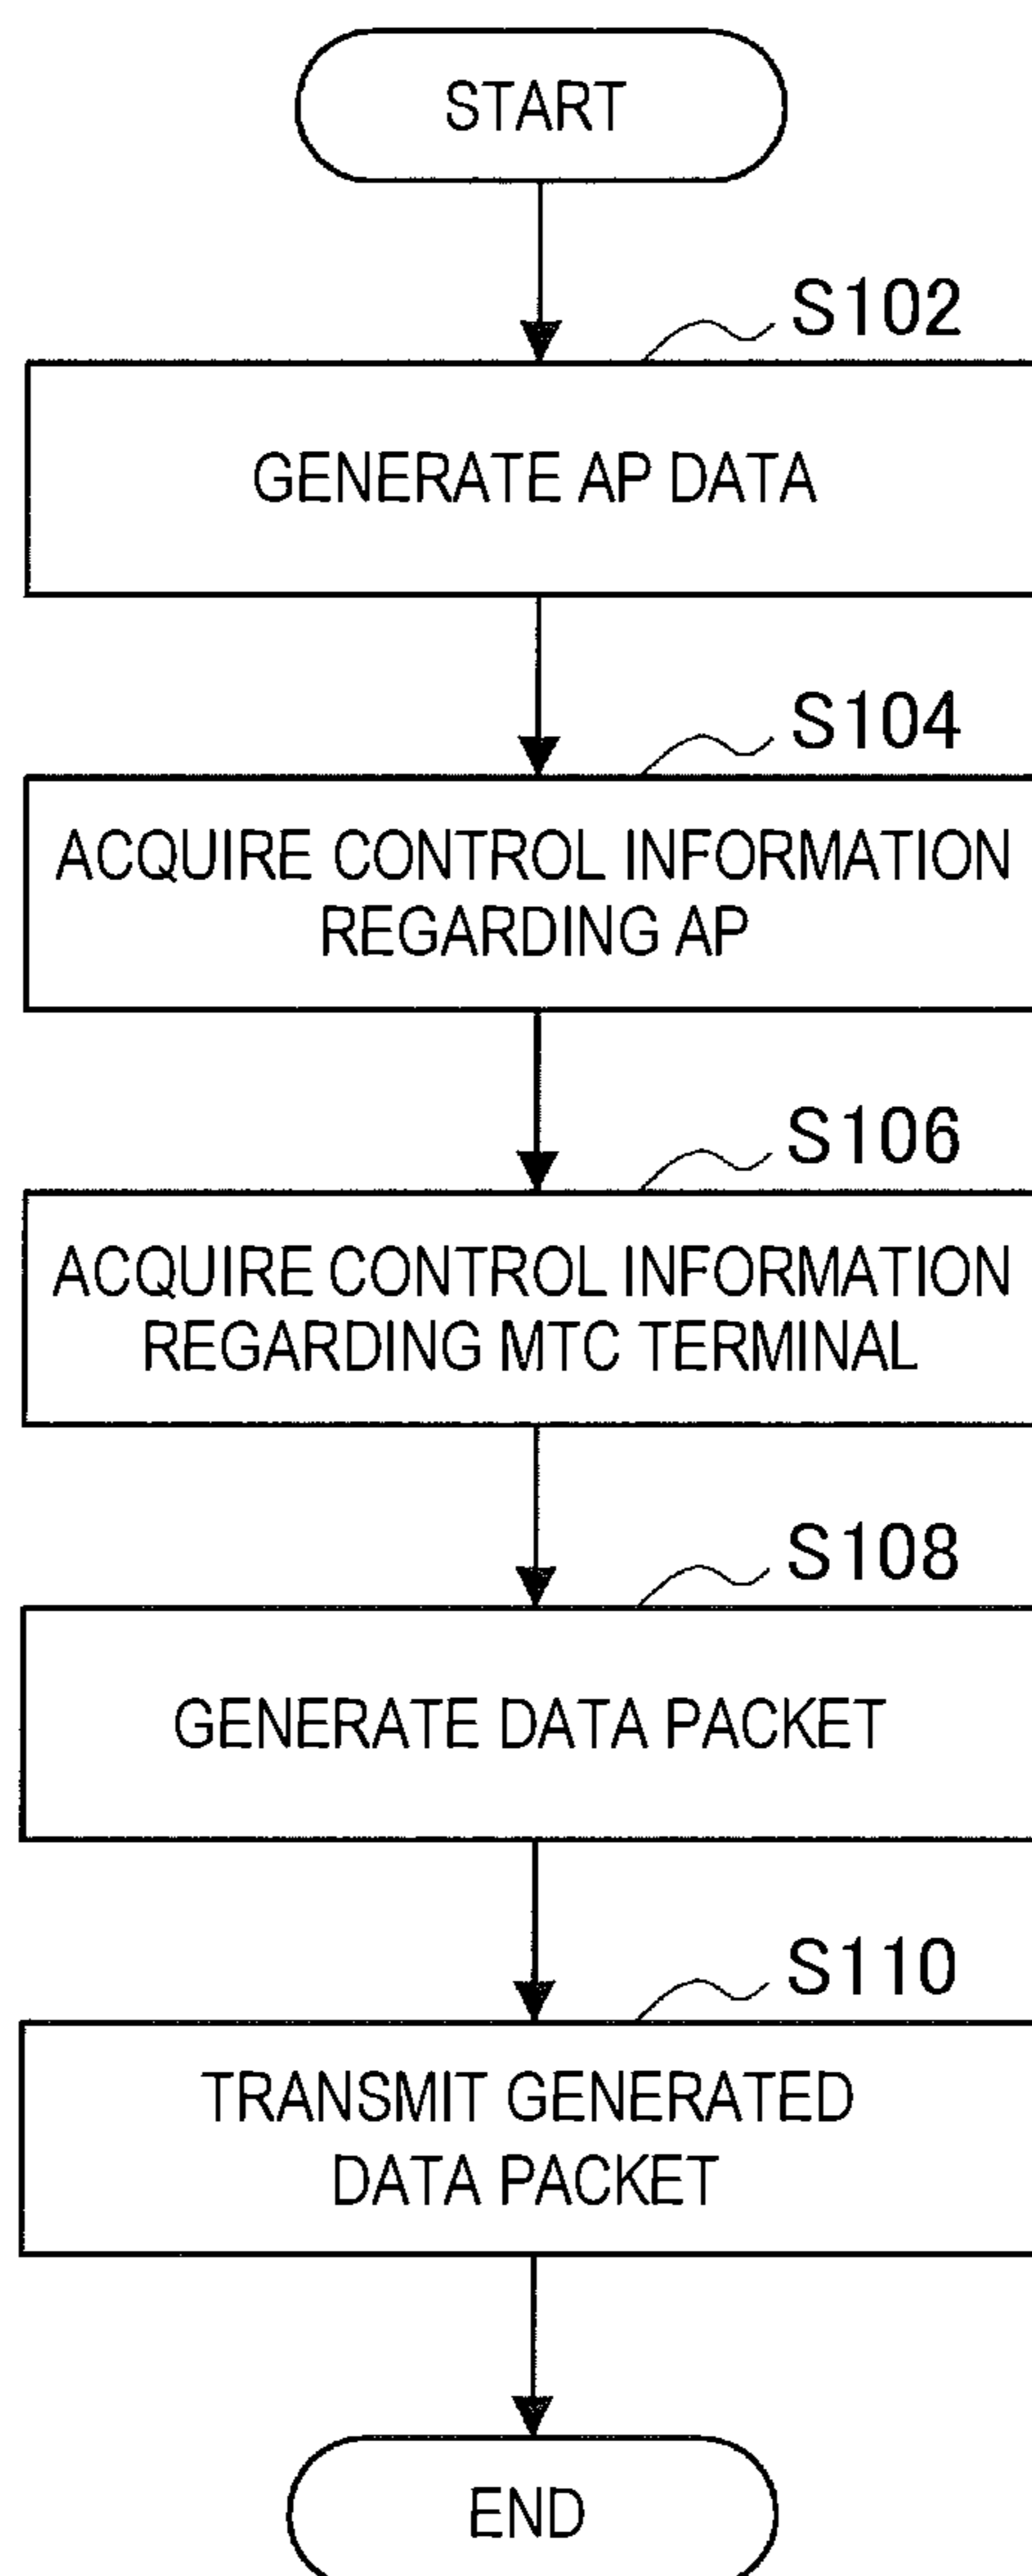 START
S102
GENERATE AP DATA
S104
ACQUIRE CONTROL INFORMATION
REGARDING AP
S106
ACQUIRE CONTROL INFORMATION
REGARDING MTC TERMINAL
S108
GENERATE DATA PACKET
S110
TRANSMIT GENERATED
DATA PACKET
END